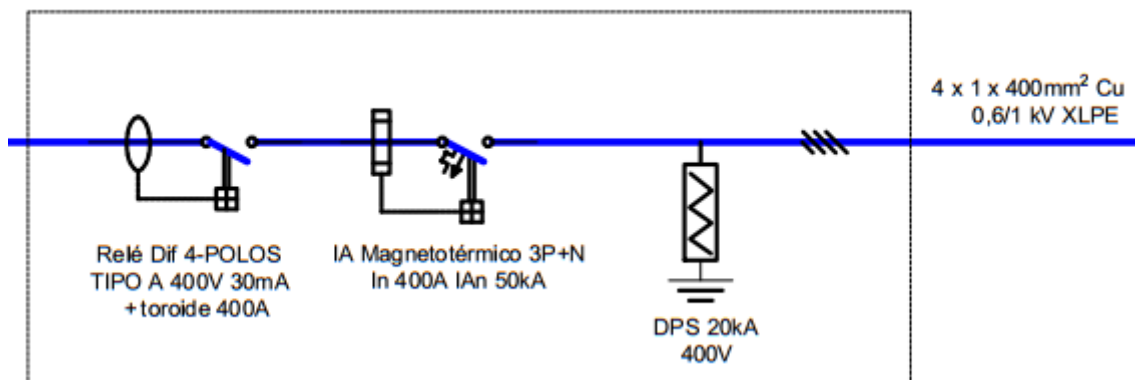 4 x 1 x 400mm² Cu
0,6/1 kV XLPE
Relé Dif 4-POLOS
TIPO A 400V 30mA
+ toroide 400A
IA Magnetotérmico 3P+N
In 400A IAn 50kA
DPS 20kA
400V